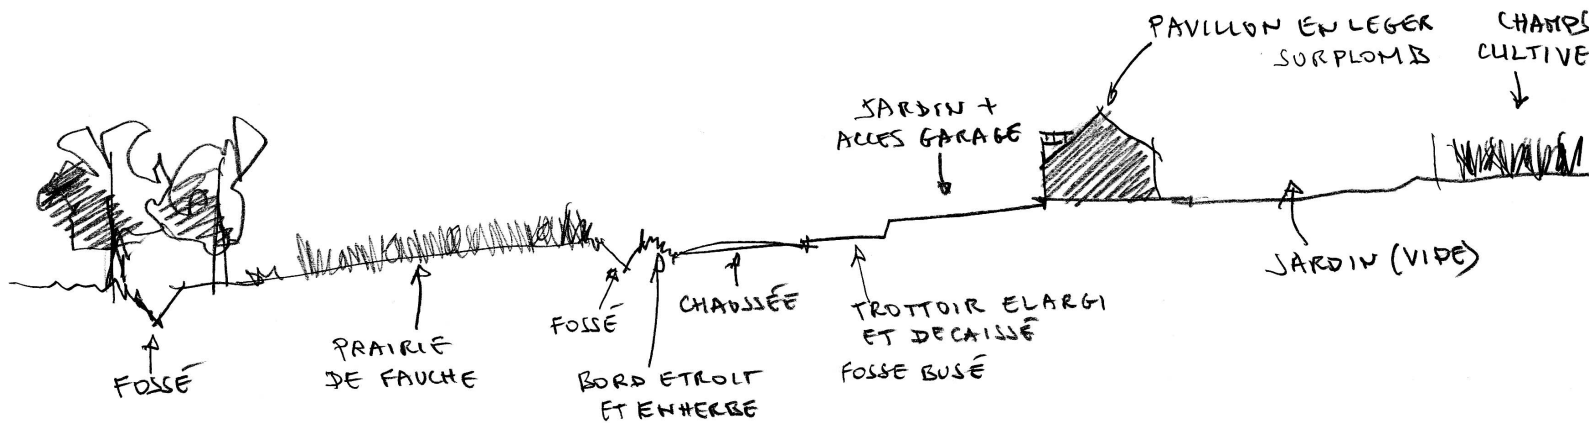 PAVILLON EN LEGER
SURPLOMB
CHAMPS
CULTIVE
JARDIN +
ACCES GARAGE
JARDIN (VIDE)
FOSSÉ
PRAIRIE
DE FAUCHE
FOSSÉ
BORD ETROIT
ET ENHERBE
CHAUSSÉE
TROTTOIR ELARGI
ET DECAISSÉ
FOSSE BUSÉ